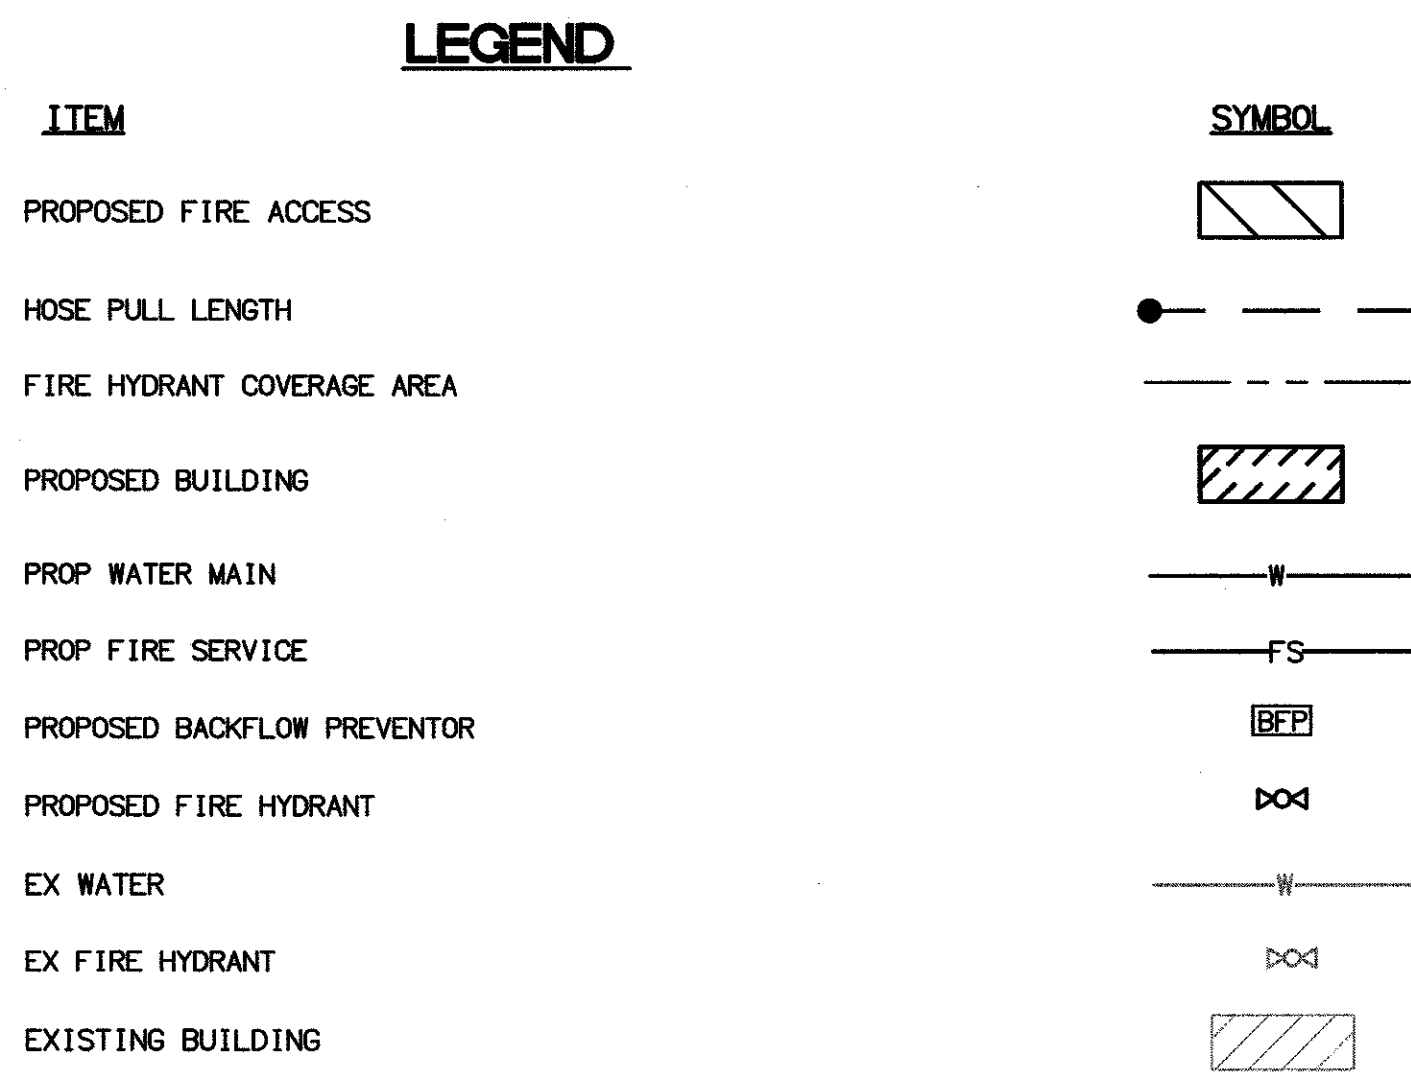 LEGEND
ITEM SYMBOL
PROPOSED FIRE ACCESS
HOSE PULL LENGTH
FIRE HYDRANT COVERAGE AREA
PROPOSED BUILDING
PROP WATER MAIN W
PROP FIRE SERVICE FS
PROPOSED BACKFLOW PREVENTOR BFP
PROPOSED FIRE HYDRANT
EX WATER W
EX FIRE HYDRANT
EXISTING BUILDING